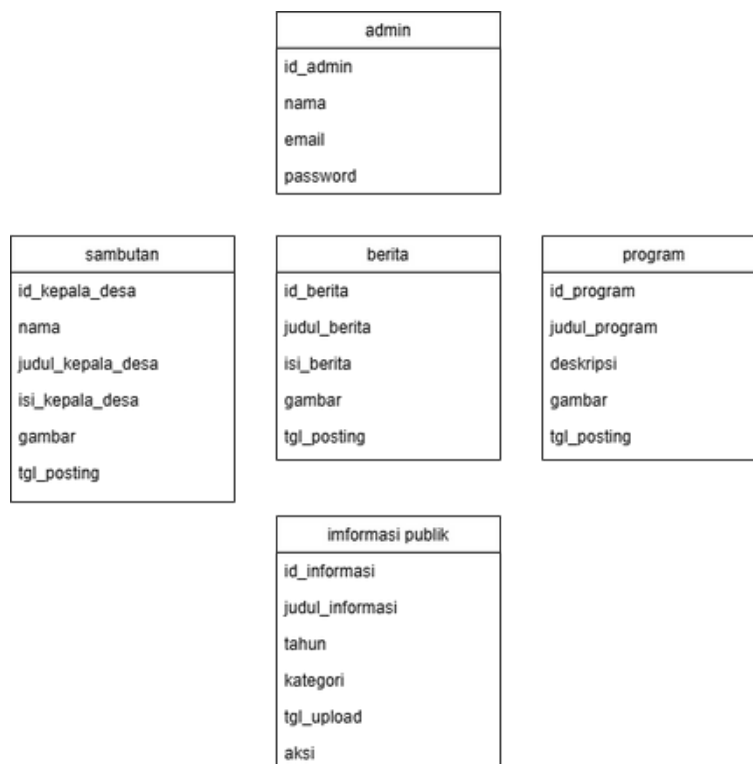 admin
id_admin
nama
email
password
sambutan
id_kepala_desa
nama
judul_kepala_desa
isi_kepala_desa
gambar
tgl_posting
berita
id_berita
judul_berita
isi_berita
gambar
tgl_posting
program
id_program
judul_program
deskripsi
gambar
tgl_posting
imformasi publik
id_informasi
judul_informasi
tahun
kategori
tgl_upload
aksi